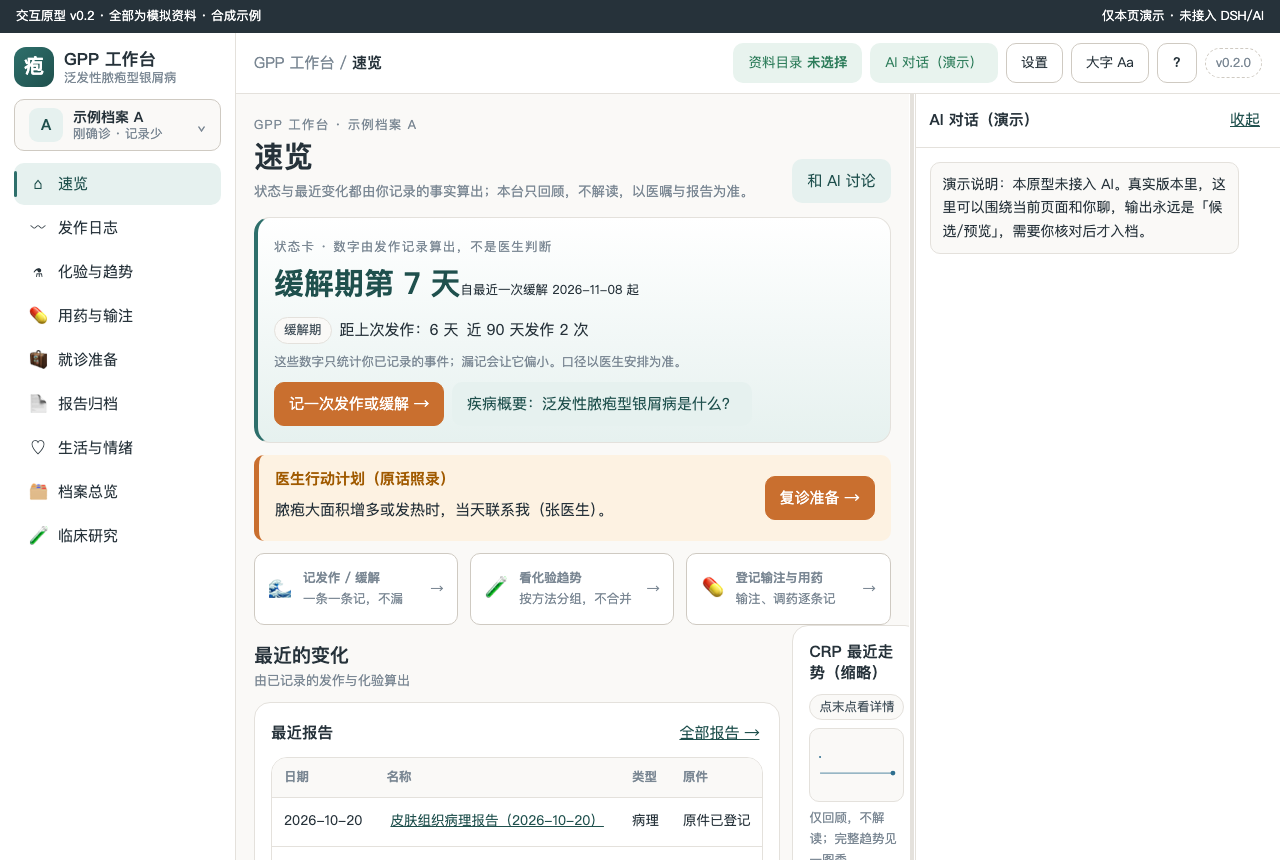 交互原型 v0.2 · 全部为模拟资料 · 合成示例
仅本页演示 · 未接入 DSH/AI
疱
GPP 工作台
泛发性脓疱型银屑病
A
示例档案 A
刚确诊 · 记录少
速览
发作日志
化验与趋势
用药与输注
就诊准备
报告归档
生活与情绪
档案总览
临床研究
GPP 工作台 / 速览
资料目录 未选择
AI 对话（演示）
设置
大字 Aa
?
v0.2.0
GPP 工作台 · 示例档案 A
速览
状态与最近变化都由你记录的事实算出；本台只回顾，不解读，以医嘱与报告为准。
和 AI 讨论
状态卡 · 数字由发作记录算出，不是医生判断
缓解期第 7 天自最近一次缓解 2026-11-08 起
缓解期 距上次发作：6 天 近 90 天发作 2 次
这些数字只统计你已记录的事件；漏记会让它偏小。口径以医生安排为准。
记一次发作或缓解 →
疾病概要：泛发性脓疱型银屑病是什么？
医生行动计划（原话照录）
脓疱大面积增多或发热时，当天联系我（张医生）。
复诊准备 →
记发作 / 缓解
一条一条记，不漏
→
看化验趋势
按方法分组，不合并
→
登记输注与用药
输注、调药逐条记
→
最近的变化
由已记录的发作与化验算出
最近报告
全部报告 →
日期 名称 类型 原件
2026-10-20 皮肤组织病理报告（2026-10-20） 病理 原件已登记
CRP 最近走
势（缩略）
点末点看详情
仅回顾，不解
读；完整趋势见
AI 对话（演示）
收起
演示说明：本原型未接入 AI。真实版本里，这
里可以围绕当前页面和你聊，输出永远是「候
选/预览」，需要你核对后才入档。